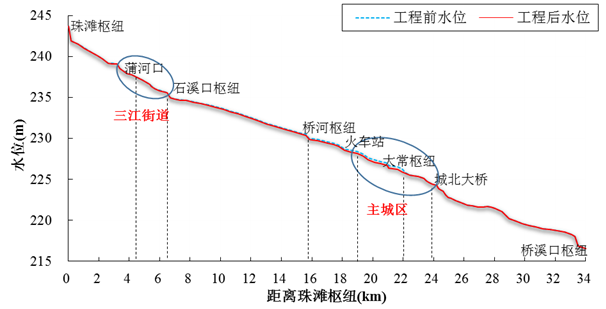 工程前水位 工程后水位
245
240
235
230
225
220
215
水位(m)
珠滩枢纽
蒲河口
石溪口枢纽
三江街道
桥河枢纽
火车站
大常枢纽
城北大桥
主城区
桥溪口枢纽
0 2 4 6 8 10 12 14 16 18 20 22 24 26 28 30 32 34
距离珠滩枢纽(km)